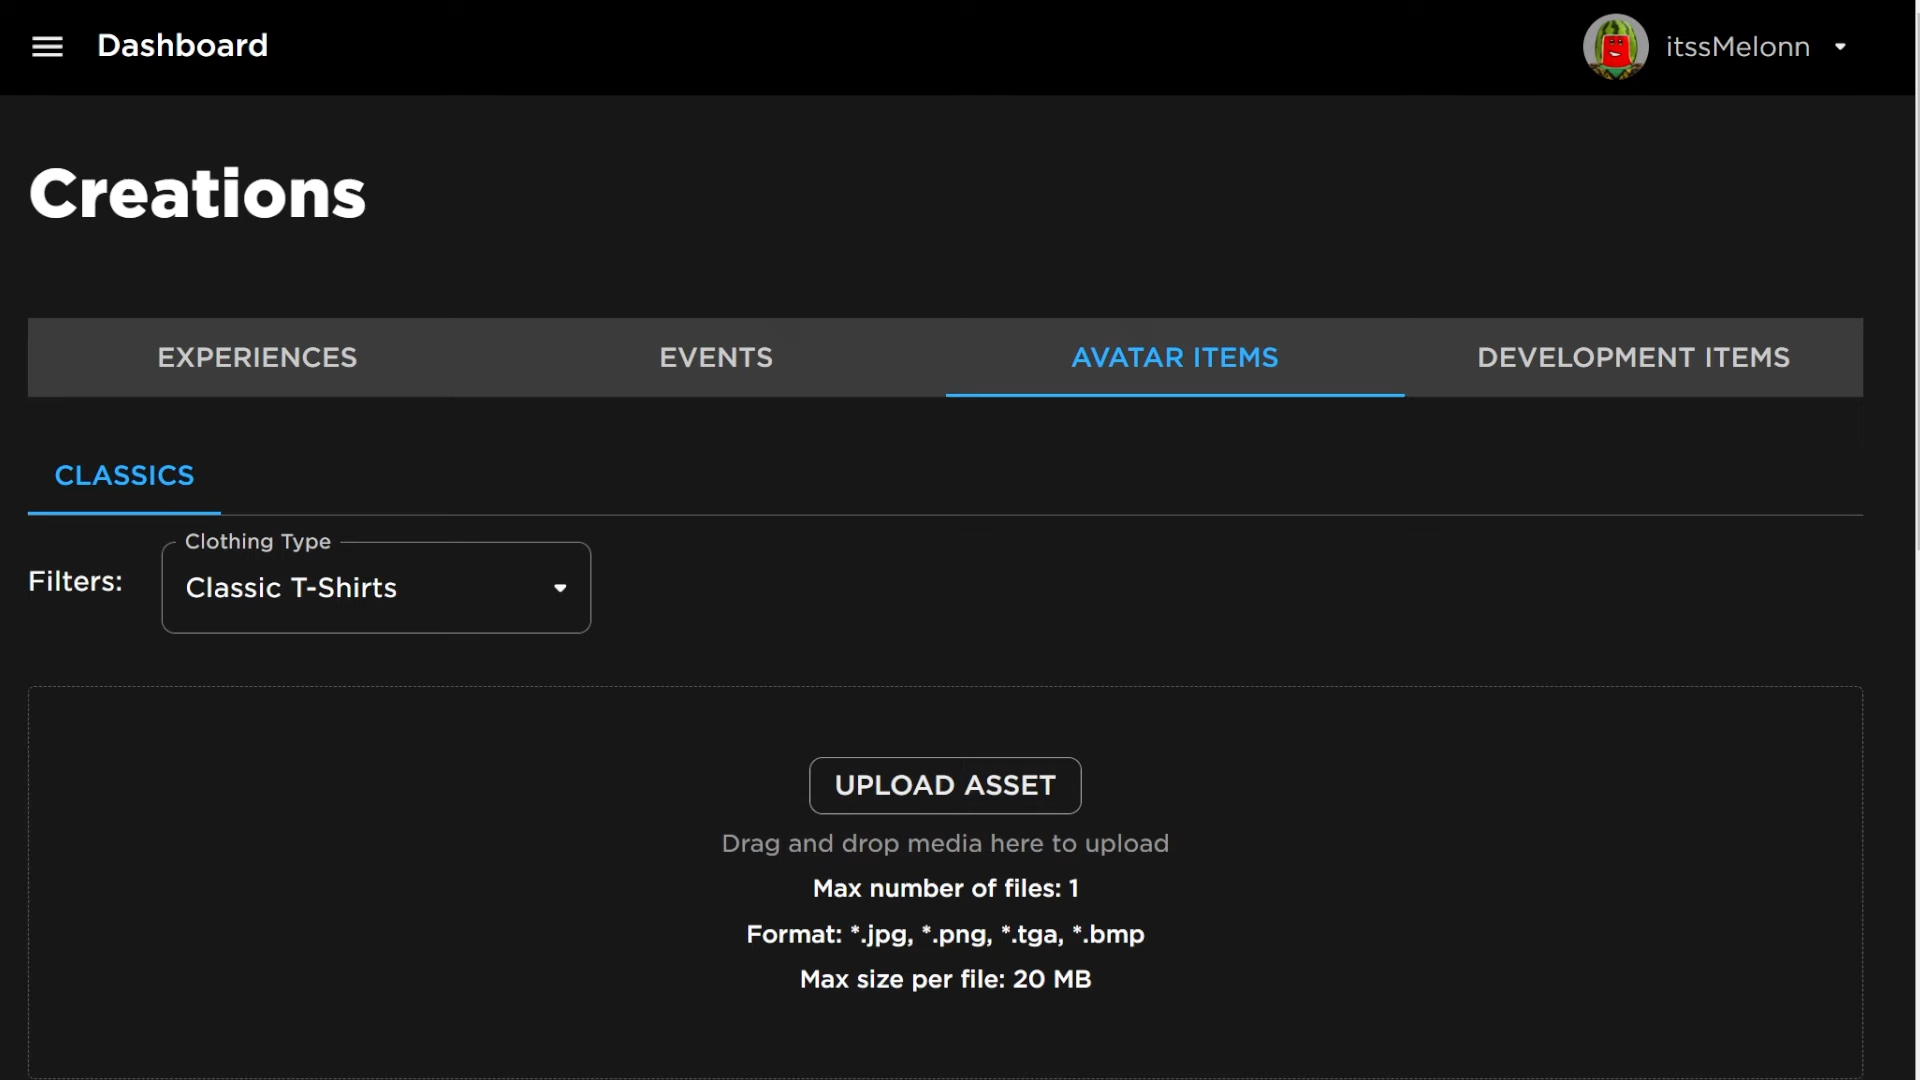 Dashboard
itssMelonn
Creations
EXPERIENCES
EVENTS
AVATAR ITEMS
DEVELOPMENT ITEMS
CLASSICS
Clothing Type
Filters:
Classic T-Shirts
UPLOAD ASSET
Drag and drop media here to upload
Max number of files: 1
Format: *.jpg, *.png, *.tga, *.bmp
Max size per file: 20 MB